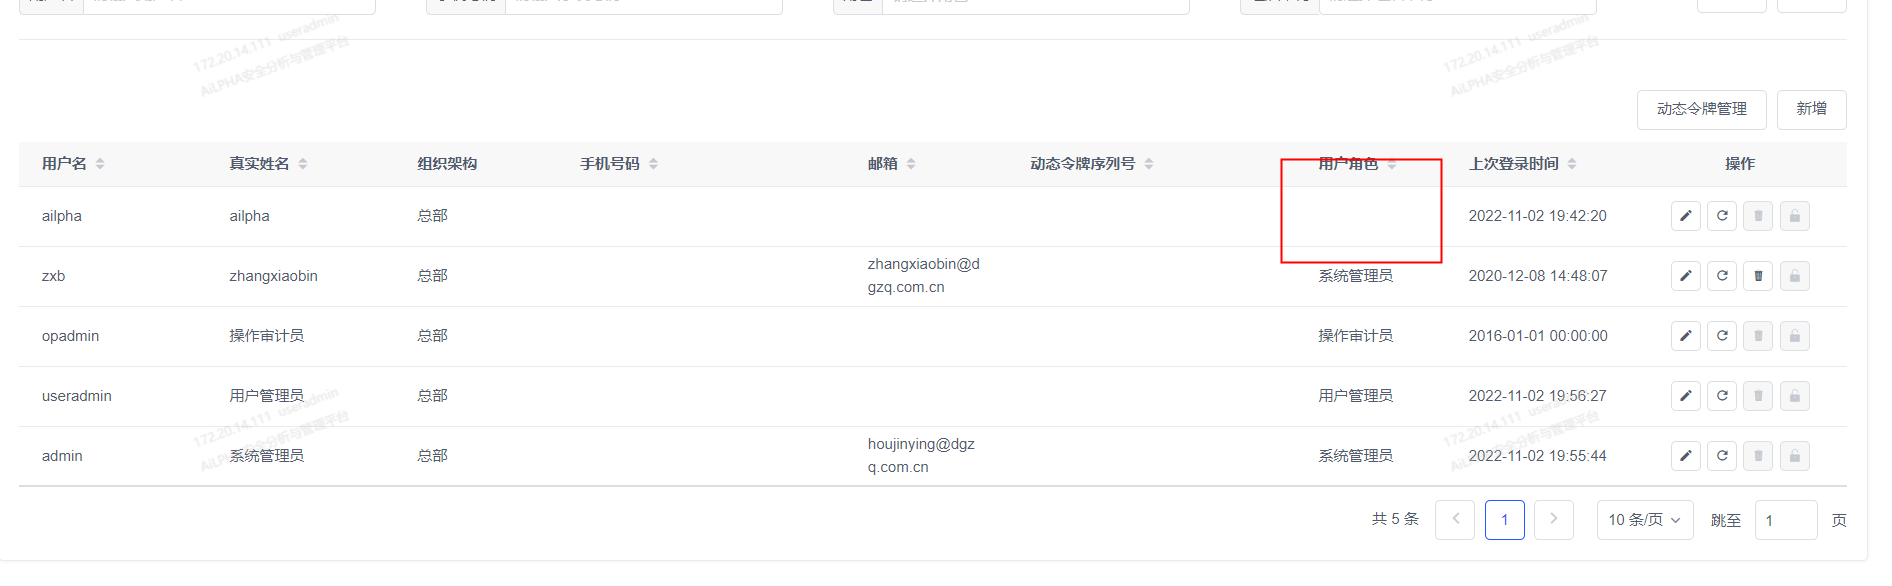 172.20.14.111 useradmin
AiLPHA安全分析与管理平台
172.20.14.111 useradmin
AiLPHA安全分析与管理平台
动态令牌管理 新增
用户名 真实姓名 组织架构 手机号码 邮箱 动态令牌序列号 用户角色 上次登录时间 操作
ailpha ailpha 总部 2022-11-02 19:42:20
zxb zhangxiaobin 总部 zhangxiaobin@d 系统管理员 2020-12-08 14:48:07
gzq.com.cn
opadmin 操作审计员 总部 操作审计员 2016-01-01 00:00:00
useradmin 用户管理员 总部 用户管理员 2022-11-02 19:56:27
172.20.14.111 useradmin
AiLPHA安全分析与管理平台
172.20.14.111 useradmin
AiLPHA安全分析与管理平台
admin 系统管理员 总部 houjinying@dgz 系统管理员 2022-11-02 19:55:44
q.com.cn
共 5 条 1 10 条/页 跳至 1 页